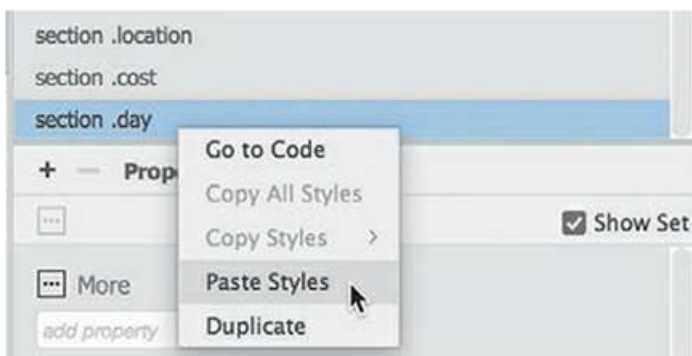 section .location
section .cost
section .day
Go to Code
+ − Prop
Copy All Styles
Copy Styles >
Show Set
More
Paste Styles
add property
Duplicate